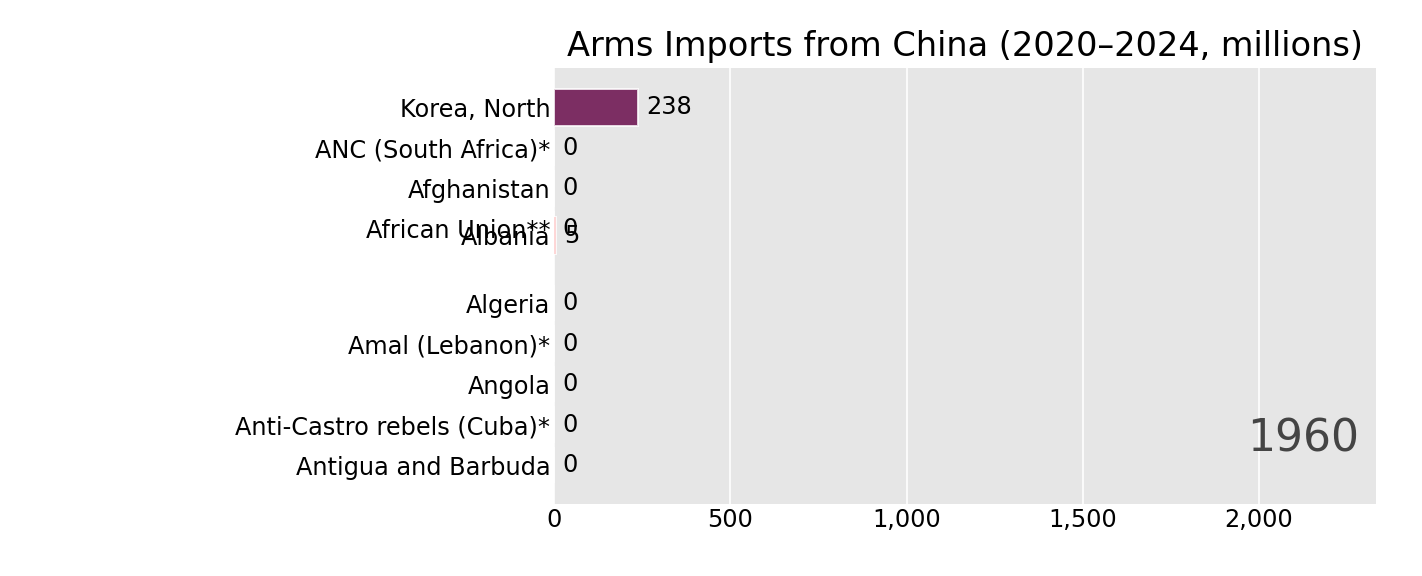 Arms Imports from China (2020–2024, millions)
Korea, North 238
ANC (South Africa)* 0
Afghanistan 0
African Union** 0
Albania 5
Algeria 0
Amal (Lebanon)* 0
Angola 0
Anti-Castro rebels (Cuba)* 0
1960
Antigua and Barbuda 0
0 500 1,000 1,500 2,000